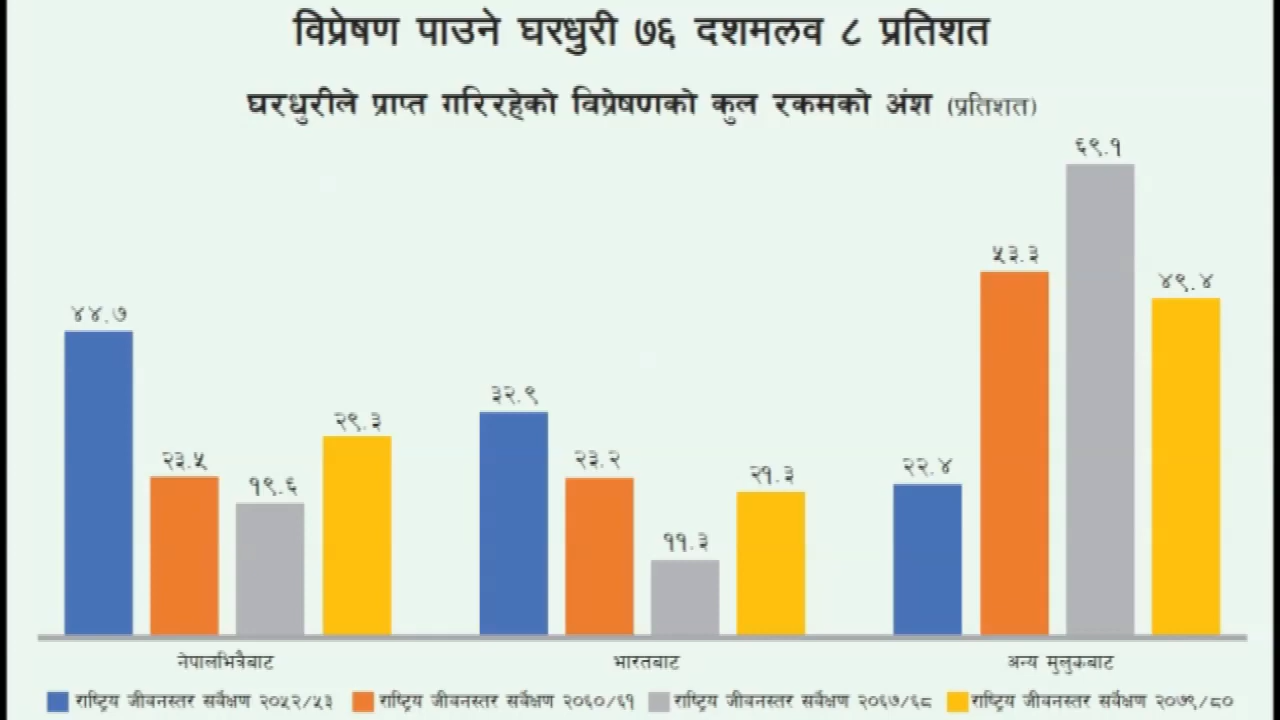 विप्रेषण पाउने घरधुरी ७६ दशमलव ८ प्रतिशत
घरधुरीले प्राप्त गरिरहेको विप्रेषणको कुल रकमको अंश (प्रतिशत)
४४.७
२३.५
१९.६
२९.३
३२.९
२३.२
११.३
२१.३
२२.४
५३.३
६९.१
४९.४
नेपालभित्रैबाट
भारतबाट
अन्य मुलुकबाट
राष्ट्रिय जीवनस्तर सर्वेक्षण २०५२/५३
राष्ट्रिय जीवनस्तर सर्वेक्षण २०६०/६१
राष्ट्रिय जीवनस्तर सर्वेक्षण २०६७/६८
राष्ट्रिय जीवनस्तर सर्वेक्षण २०७९/८०